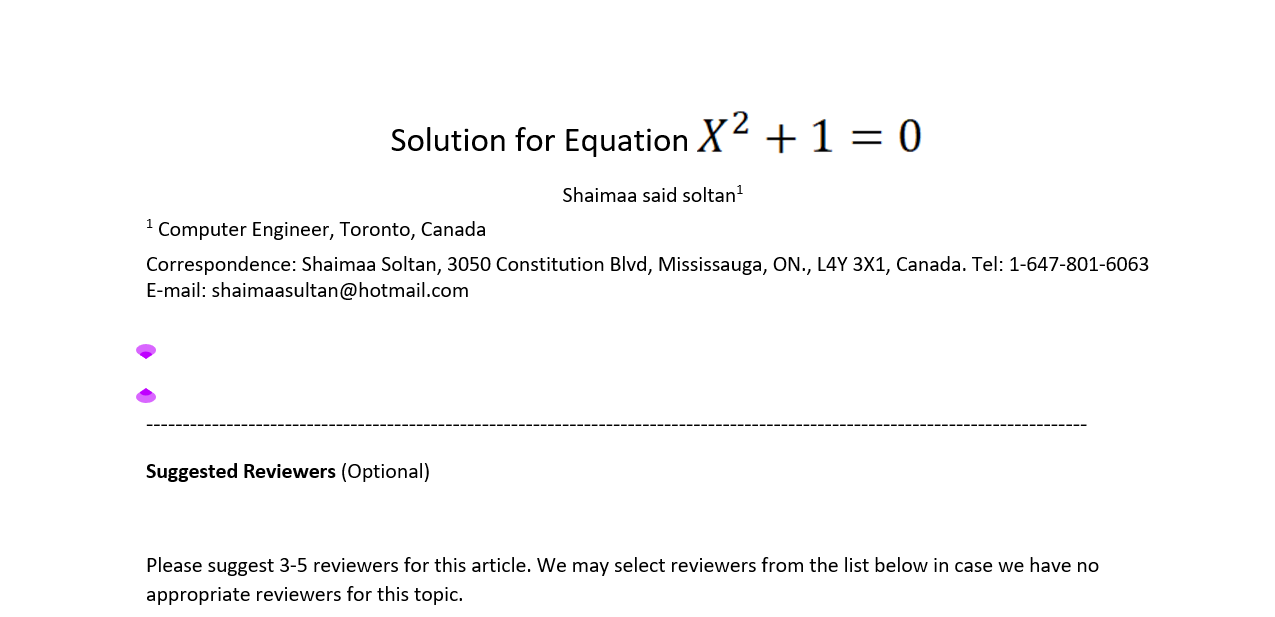 Solution for Equation X² + 1 = 0
Shaimaa said soltan¹
¹ Computer Engineer, Toronto, Canada
Correspondence: Shaimaa Soltan, 3050 Constitution Blvd, Mississauga, ON., L4Y 3X1, Canada. Tel: 1-647-801-6063
E-mail: shaimaasultan@hotmail.com
--------------------------------------------------------------------------------------------------------------------------------
Suggested Reviewers (Optional)
Please suggest 3-5 reviewers for this article. We may select reviewers from the list below in case we have no
appropriate reviewers for this topic.